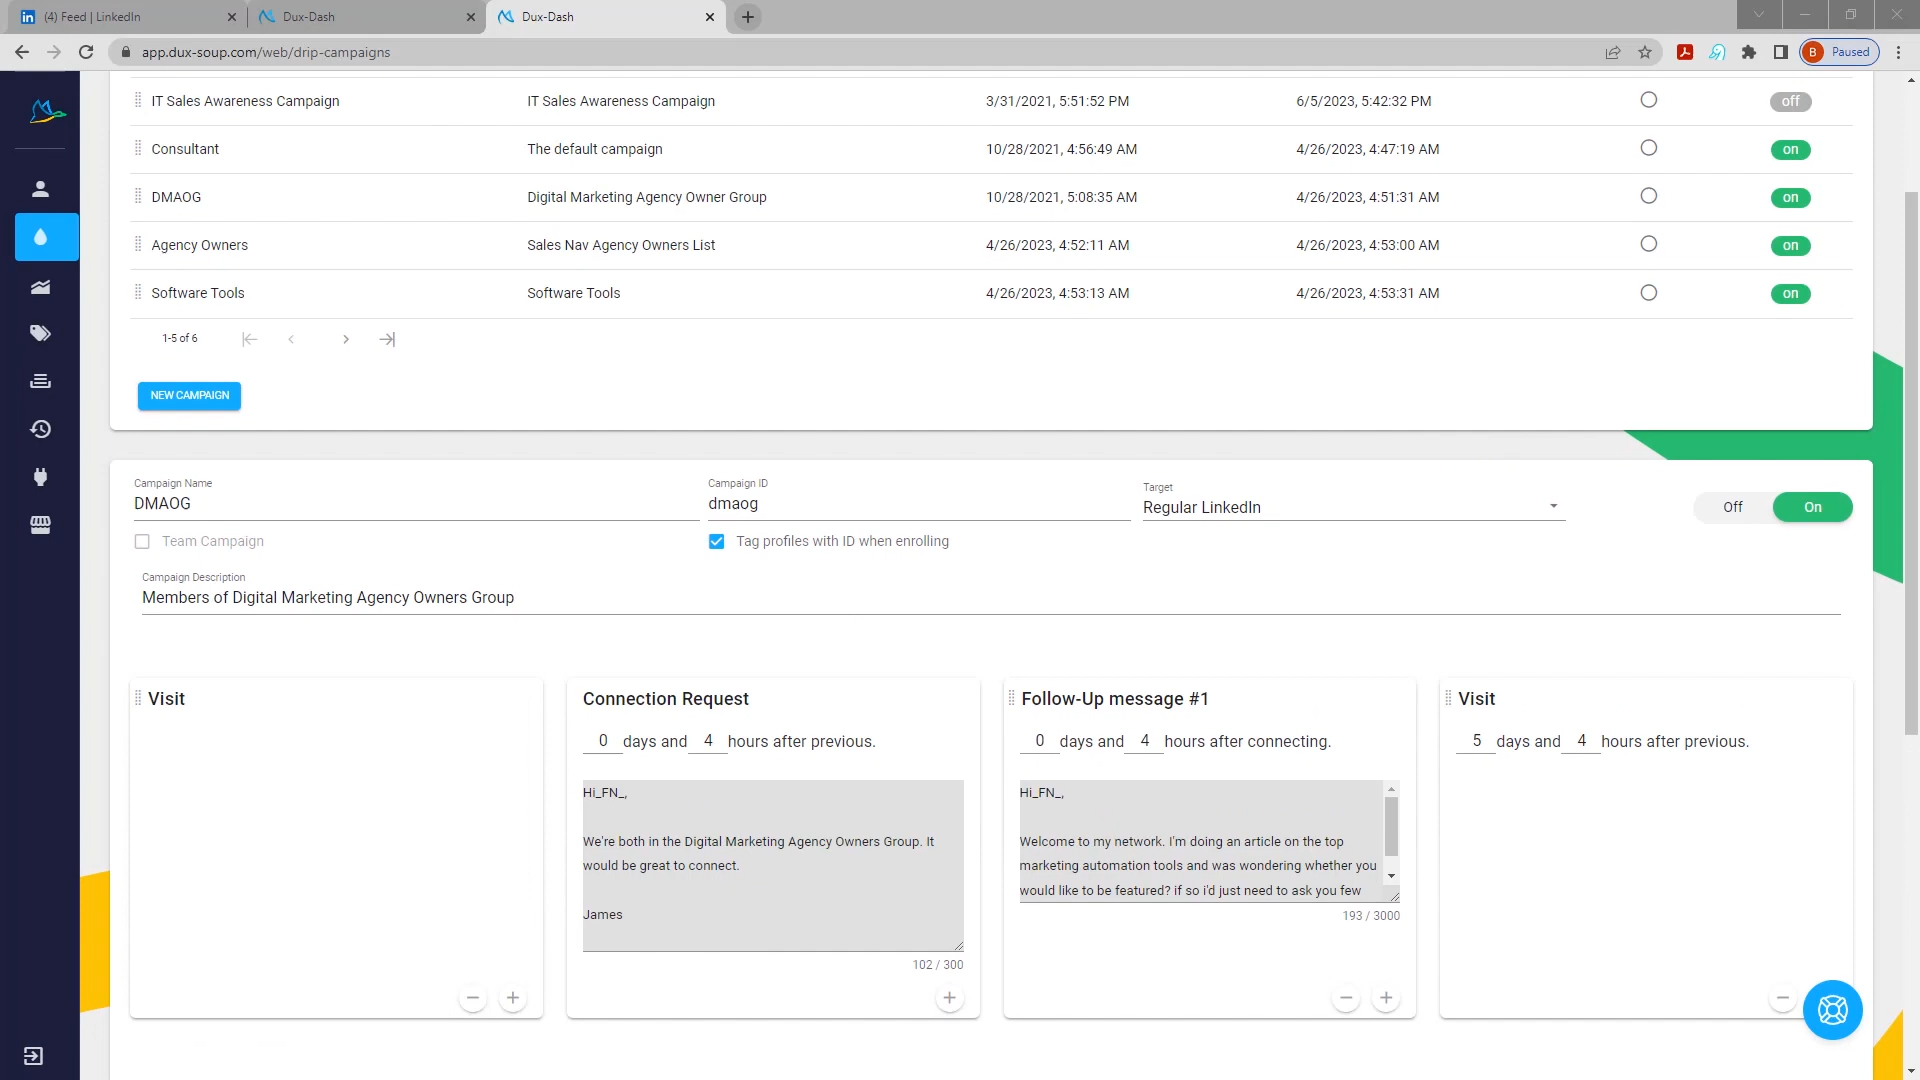 (4) Feed | LinkedIn
Dux-Dash
Dux-Dash
app.dux-soup.com/web/drip-campaigns
B Paused
IT Sales Awareness Campaign IT Sales Awareness Campaign 3/31/2021, 5:51:52 PM 6/5/2023, 5:42:32 PM off
Consultant The default campaign 10/28/2021, 4:56:49 AM 4/26/2023, 4:47:19 AM on
DMAOG Digital Marketing Agency Owner Group 10/28/2021, 5:08:35 AM 4/26/2023, 4:51:31 AM on
Agency Owners Sales Nav Agency Owners List 4/26/2023, 4:52:11 AM 4/26/2023, 4:53:00 AM on
Software Tools Software Tools 4/26/2023, 4:53:13 AM 4/26/2023, 4:53:31 AM on
1-5 of 6
NEW CAMPAIGN
Campaign Name
DMAOG
Campaign ID
dmaog
Target
Regular LinkedIn
Off On
Team Campaign
Tag profiles with ID when enrolling
Campaign Description
Members of Digital Marketing Agency Owners Group
Visit
Connection Request
0 days and 4 hours after previous.
Hi_FN_,
We're both in the Digital Marketing Agency Owners Group. It
would be great to connect.
James
102 / 300
Follow-Up message #1
0 days and 4 hours after connecting.
Hi_FN_,
Welcome to my network. I'm doing an article on the top
marketing automation tools and was wondering whether you
would like to be featured? if so i'd just need to ask you few
193 / 3000
Visit
5 days and 4 hours after previous.